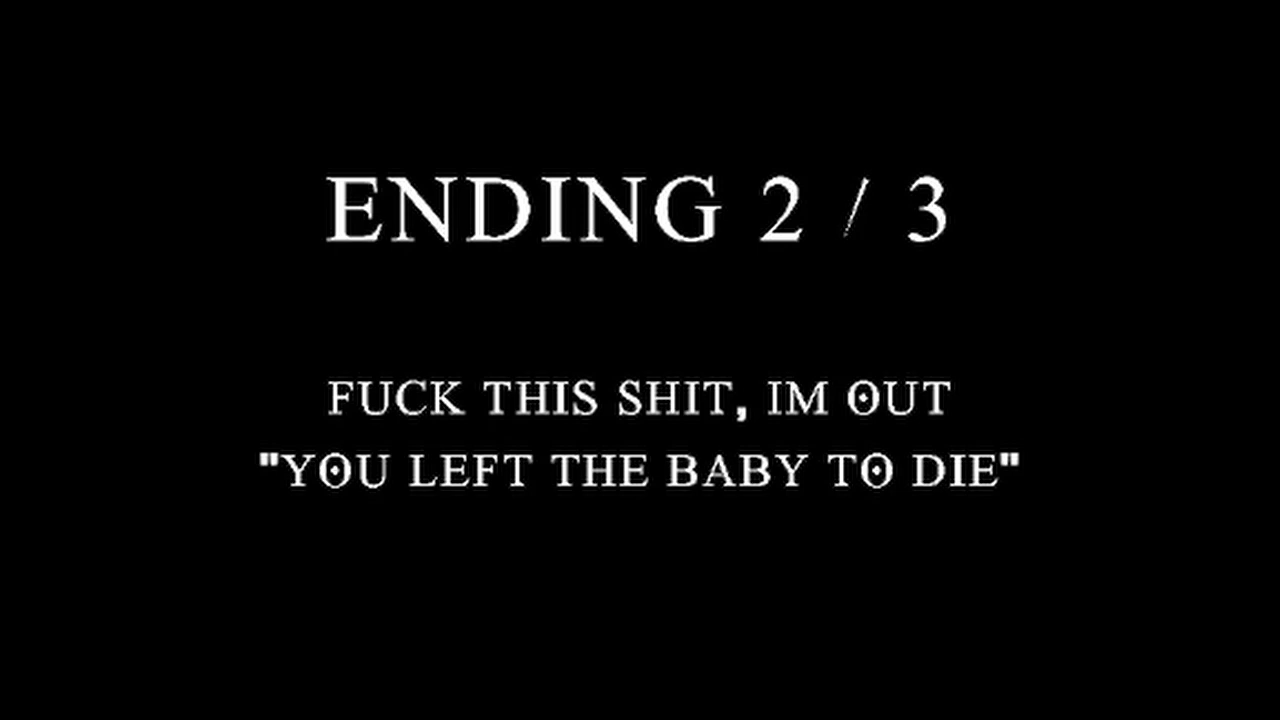 ENDING 2 / 3
FUCK THIS SHIT, IM OUT
"YOU LEFT THE BABY TO DIE"